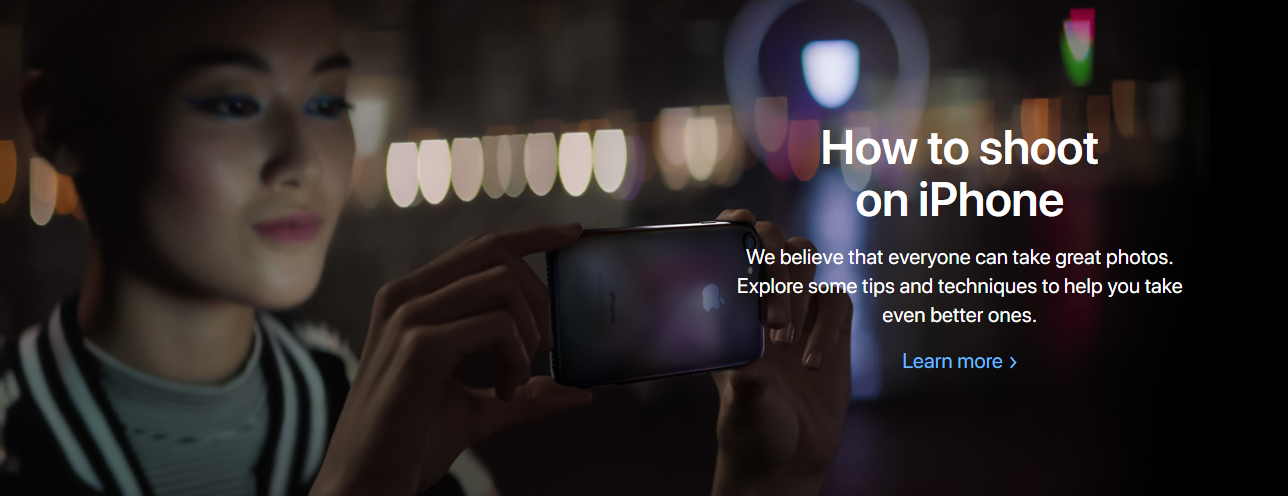 How to shoot
on iPhone
We believe that everyone can take great photos.
Explore some tips and techniques to help you take
even better ones.
Learn more ›
iPhone